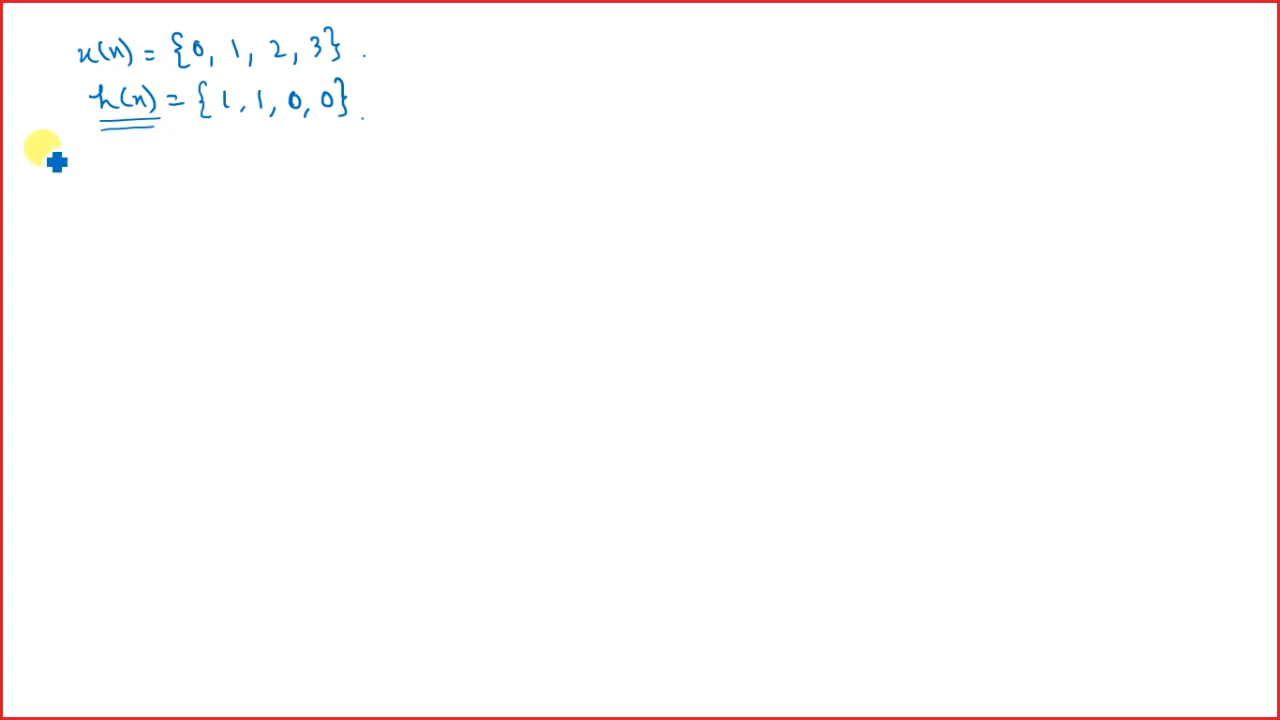 x(n) = {0, 1, 2, 3}.
h(n) = {1, 1, 0, 0}.